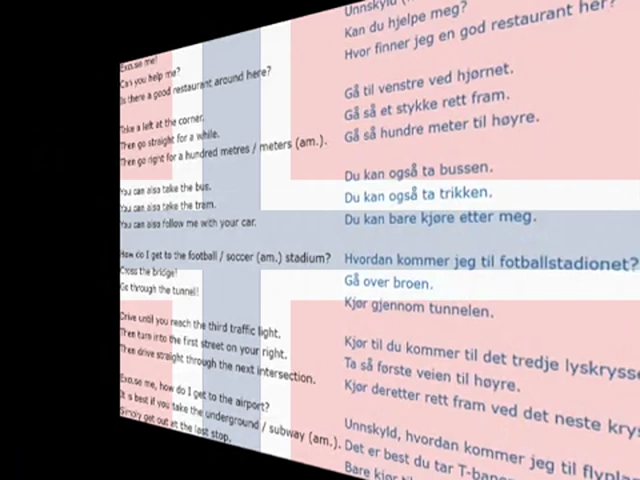 Excuse me!
Can you help me?
Is there a good restaurant around here?
Take a left at the corner.
Then go straight for a while.
Then go right for a hundred metres / meters (am.).
You can also take the bus.
You can also take the tram.
You can also follow me with your car.
How do I get to the football / soccer (am.) stadium?
Cross the bridge!
Go through the tunnel!
Drive until you reach the third traffic light.
Then turn into the first street on your right.
Then drive straight through the next intersection.
Excuse me, how do I get to the airport?
It is best if you take the underground / subway (am.).
Simply get out at the last stop.
Unnskyld
Kan du hjelpe meg?
Hvor finner jeg en god restaurant her?
Gå til venstre ved hjørnet.
Gå så et stykke rett fram.
Gå så hundre meter til høyre.
Du kan også ta bussen.
Du kan også ta trikken.
Du kan bare kjøre etter meg.
Hvordan kommer jeg til fotballstadionet?
Gå over broen.
Kjør gjennom tunnelen.
Kjør til du kommer til det tredje lyskrysse
Ta så første veien til høyre.
Kjør deretter rett fram ved det neste krys
Unnskyld, hvordan kommer jeg til flyplas
Det er best du tar T-bane
Bare kjør